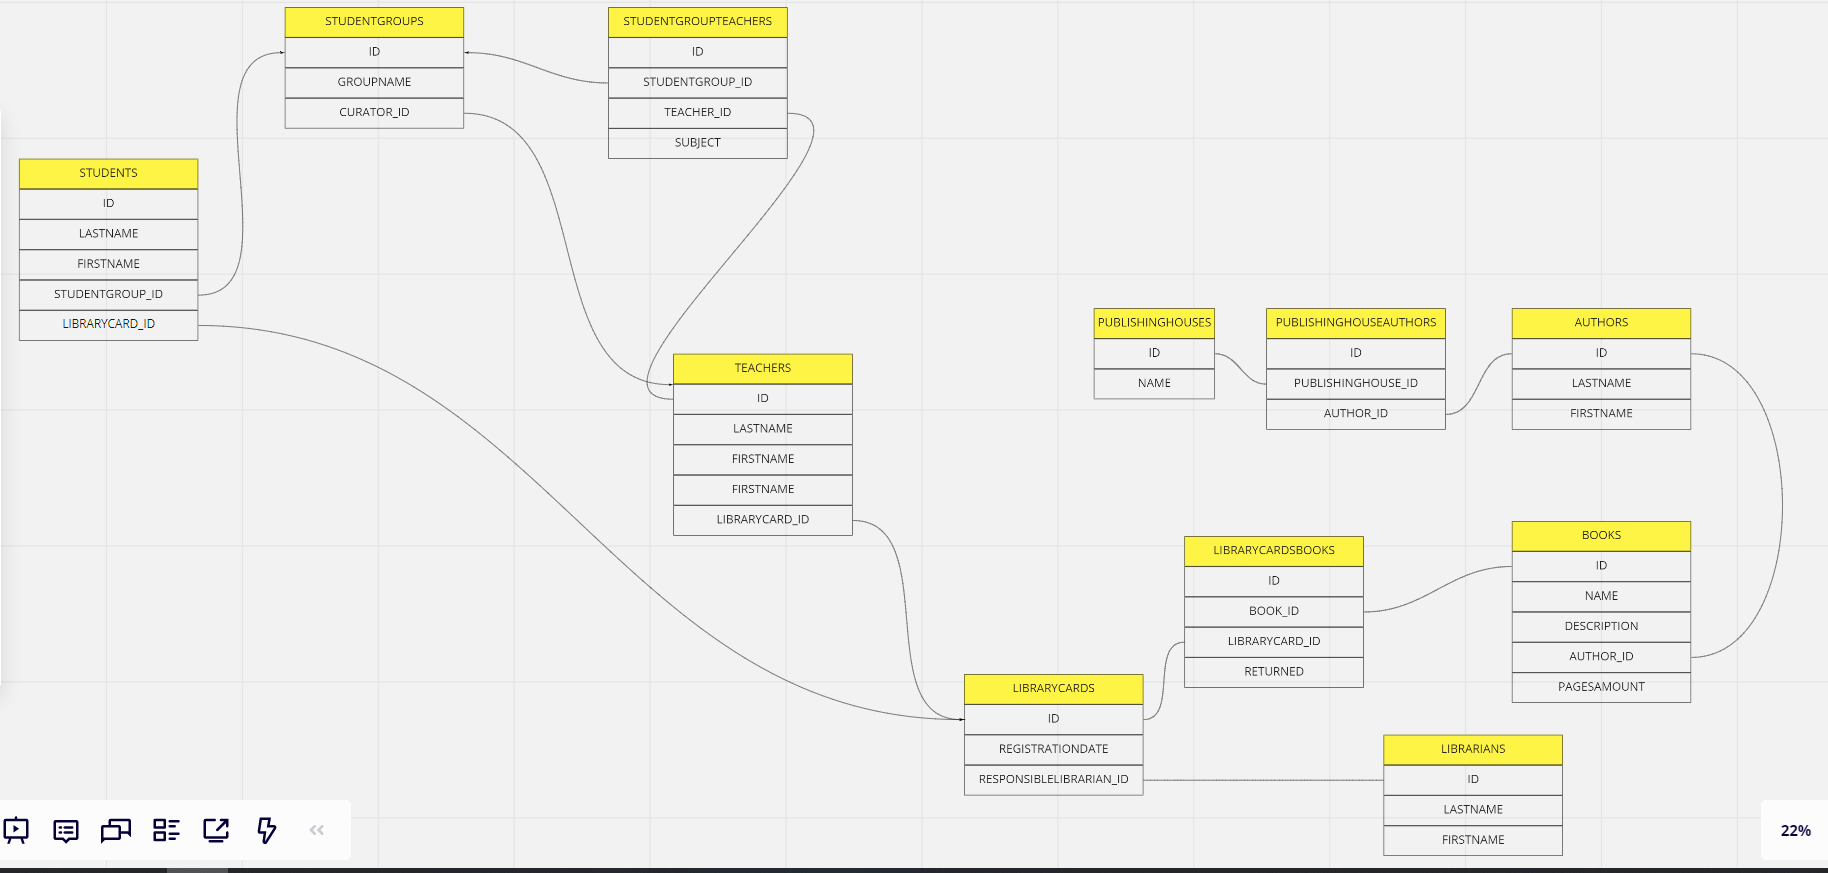 STUDENTGROUPS
ID
GROUPNAME
CURATOR_ID
STUDENTGROUPTEACHERS
ID
STUDENTGROUP_ID
TEACHER_ID
SUBJECT
STUDENTS
ID
LASTNAME
FIRSTNAME
STUDENTGROUP_ID
LIBRARYCARD_ID
TEACHERS
ID
LASTNAME
FIRSTNAME
FIRSTNAME
LIBRARYCARD_ID
PUBLISHINGHOUSES
ID
NAME
PUBLISHINGHOUSEAUTHORS
ID
PUBLISHINGHOUSE_ID
AUTHOR_ID
AUTHORS
ID
LASTNAME
FIRSTNAME
LIBRARYCARDSBOOKS
ID
BOOK_ID
LIBRARYCARD_ID
RETURNED
BOOKS
ID
NAME
DESCRIPTION
AUTHOR_ID
PAGESAMOUNT
LIBRARYCARDS
ID
REGISTRATIONDATE
RESPONSIBLELIBRARIAN_ID
LIBRARIANS
ID
LASTNAME
FIRSTNAME
22%